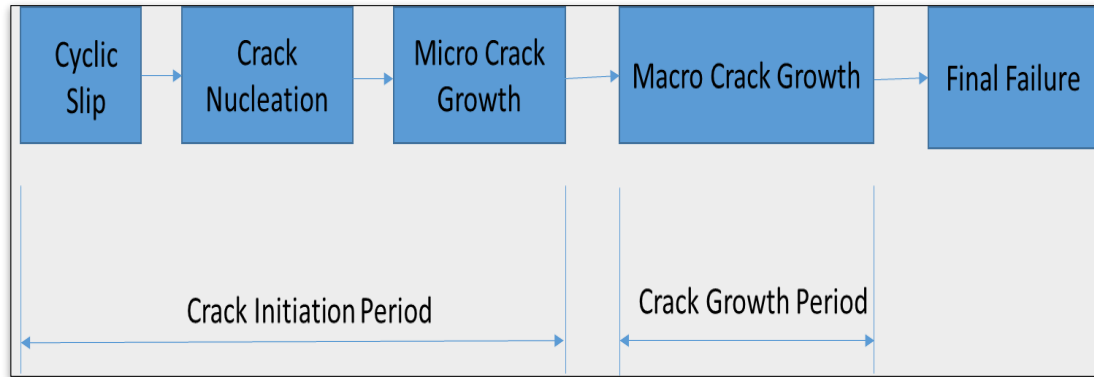 Cyclic
Slip
Crack
Nucleation
Micro Crack
Growth
Macro Crack Growth
Final Failure
Crack Initiation Period
Crack Growth Period